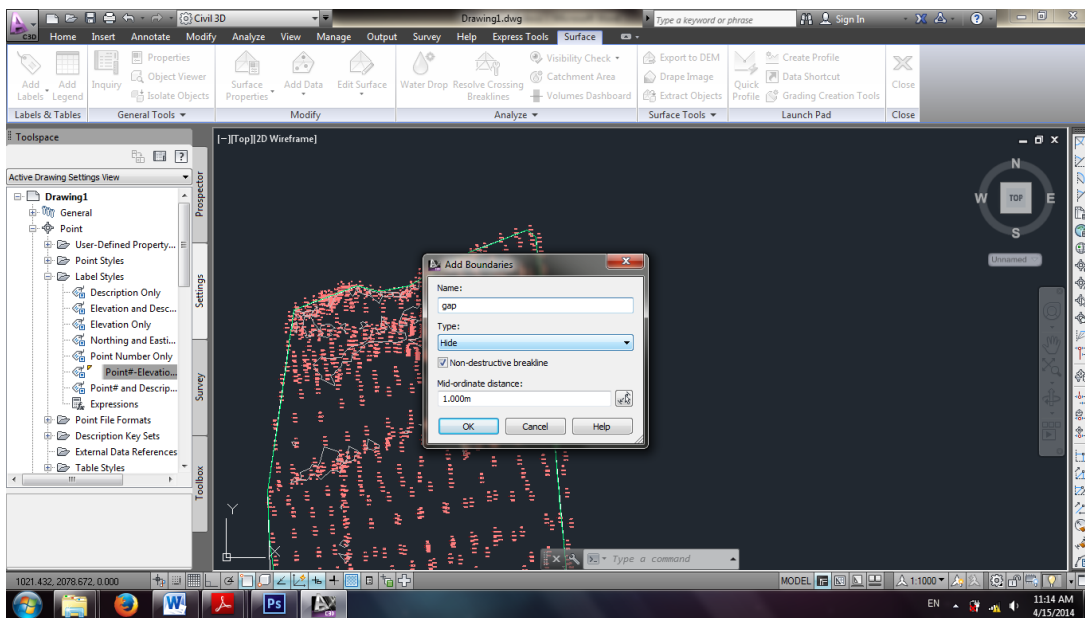 Civil 3D
Drawing1.dwg
Type a keyword or phrase
Sign In
C3D
Home Insert Annotate Modify Analyze View Manage Output Survey Help Express Tools Surface
Add Labels
Add Legend
Inquiry
Properties
Object Viewer
Isolate Objects
Surface Properties
Add Data
Edit Surface
Water Drop
Resolve Crossing Breaklines
Visibility Check
Catchment Area
Volumes Dashboard
Export to DEM
Drape Image
Extract Objects
Quick Profile
Create Profile
Data Shortcut
Grading Creation Tools
Close
Labels & Tables
General Tools
Modify
Analyze
Surface Tools
Launch Pad
Close
Toolspace
Active Drawing Settings View
Drawing1
General
Point
User-Defined Property...
Point Styles
Label Styles
Description Only
Elevation and Desc...
Elevation Only
Northing and Easti...
Point Number Only
Point#-Elevatio...
Point# and Descrip...
Expressions
Point File Formats
Description Key Sets
External Data References
Table Styles
Prospector
Settings
Survey
Toolbox
[−][Top][2D Wireframe]
N
W TOP E
S
Unnamed
Add Boundaries
Name:
gap
Type:
Hide
Non-destructive breakline
Mid-ordinate distance:
1.000m
OK Cancel Help
Y
X
Type a command
1021.432, 2078.672, 0.000
MODEL
1:1000
Ps
EN
11:14 AM
4/15/2014